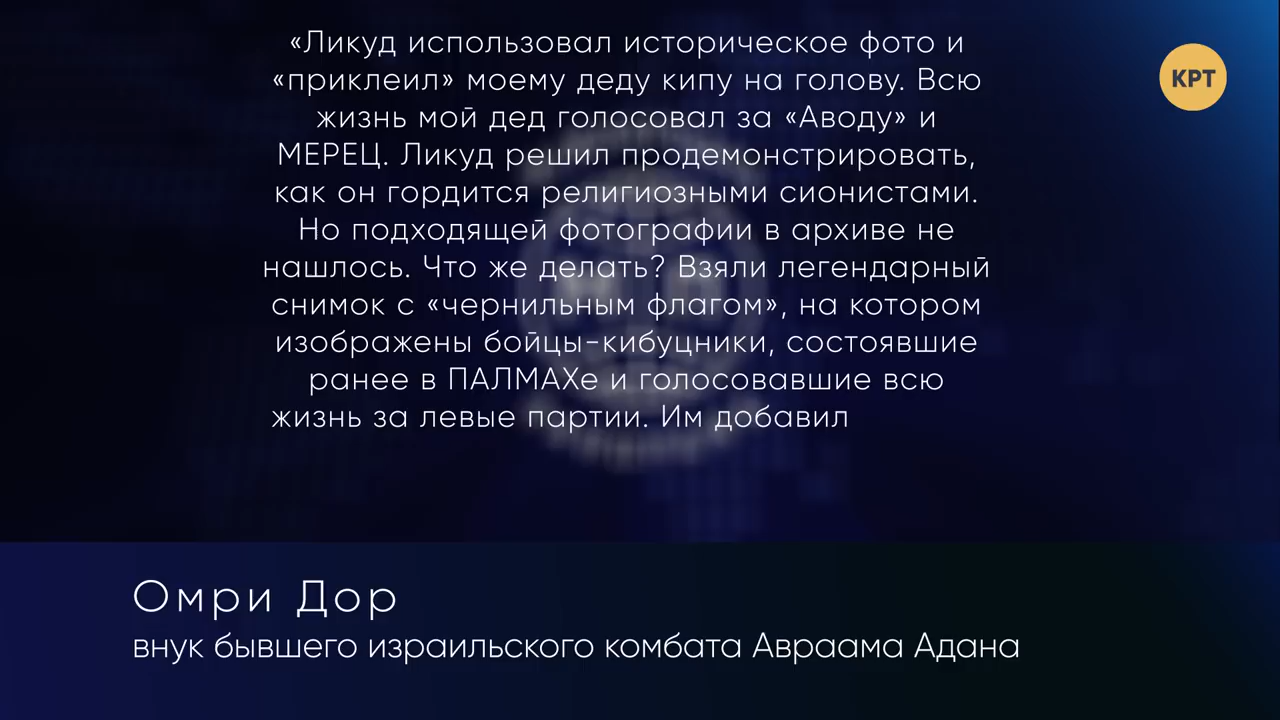 «Ликуд использовал историческое фото и
«приклеил» моему деду кипу на голову. Всю
жизнь мой дед голосовал за «Аводу» и
МЕРЕЦ. Ликуд решил продемонстрировать,
как он гордится религиозными сионистами.
Но подходящей фотографии в архиве не
нашлось. Что же делать? Взяли легендарный
снимок с «чернильным флагом», на котором
изображены бойцы-кибуцники, состоявшие
ранее в ПАЛМАХе и голосовавшие всю
жизнь за левые партии. Им добавил
КРТ
Омри Дор
внук бывшего израильского комбата Авраама Адана